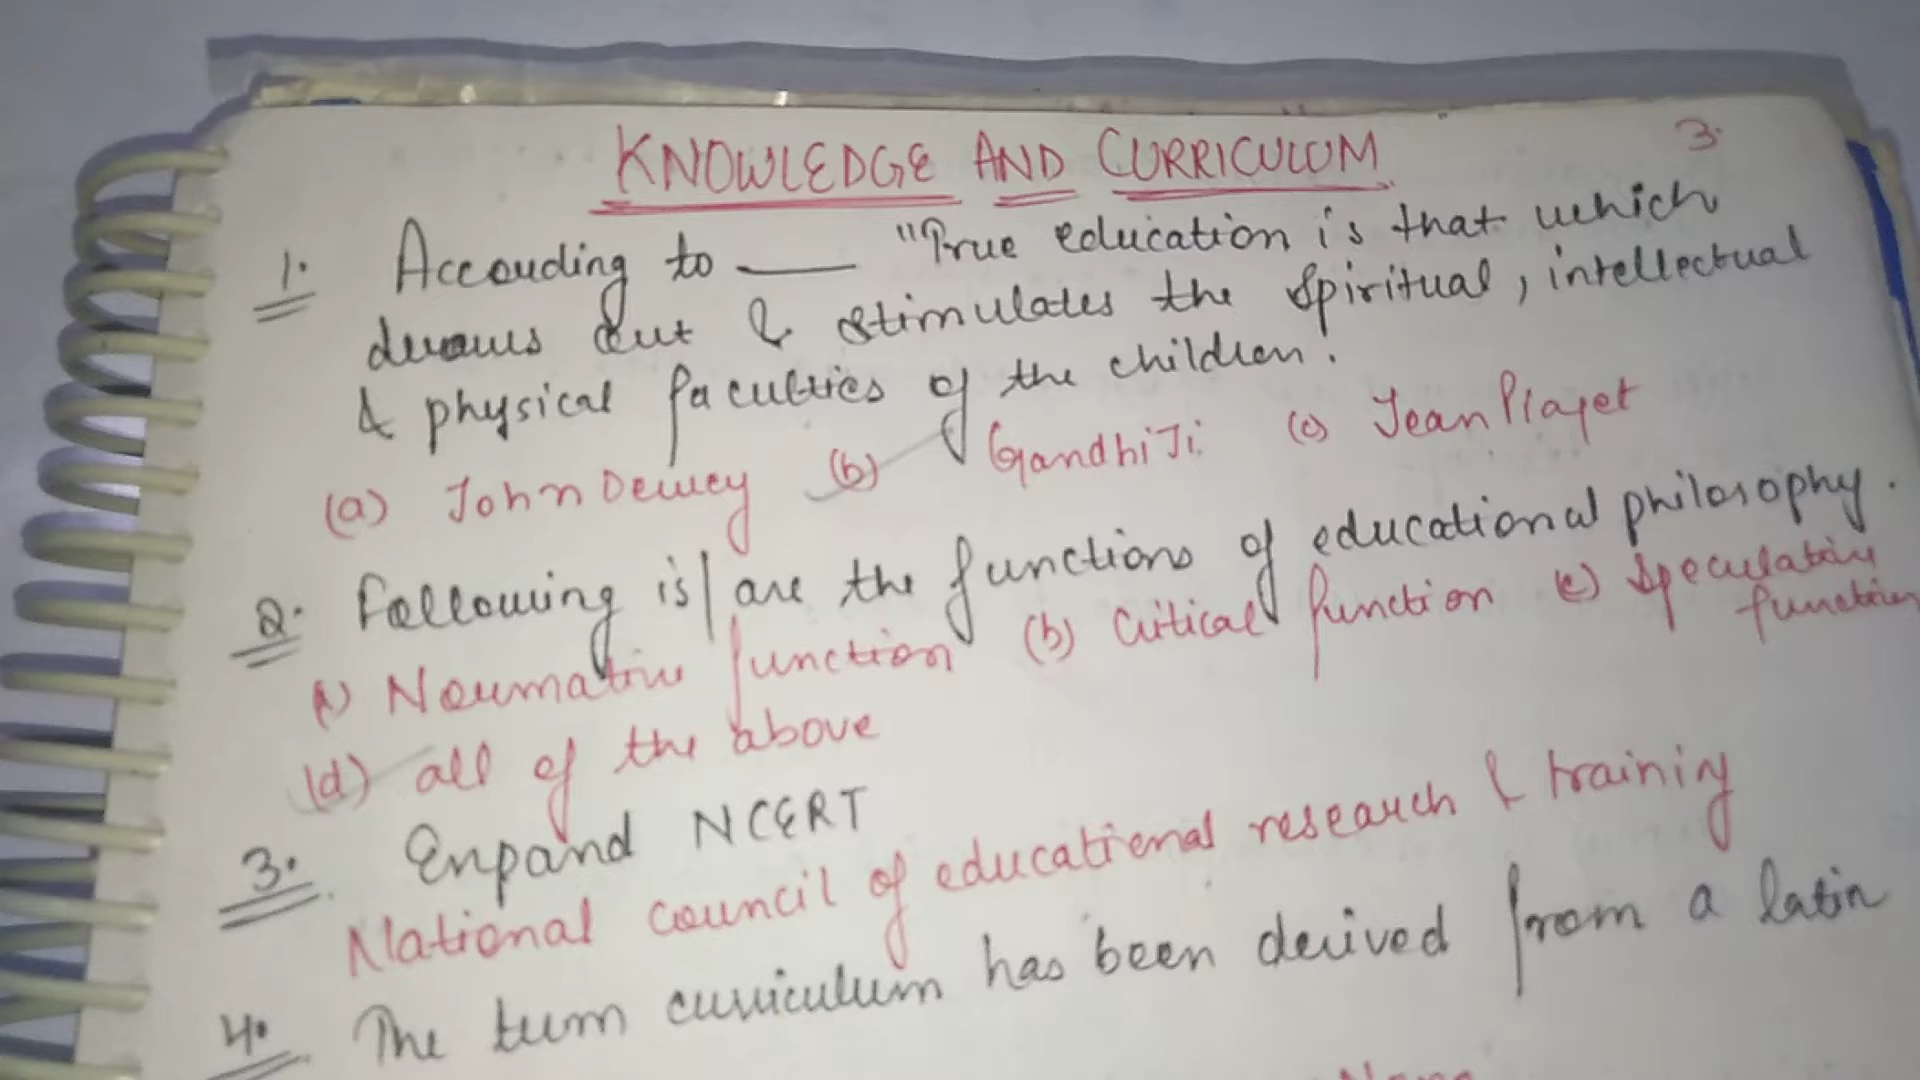 KNOWLEDGE AND CURRICULUM
3.
1. According to ___ "True education is that which
draws out & stimulates the spiritual, intellectual
& physical faculties of the children.
(a) John Dewey (b) GandhiJi (c) Jean Piajet
2. Following is/are the functions of educational philosophy.
(a) Normative function (b) Critical function (c) Speculative
function
(d) all of the above
3. Expand NCERT
National council of educational research & training
4. The term curriculum has been derived from a latin